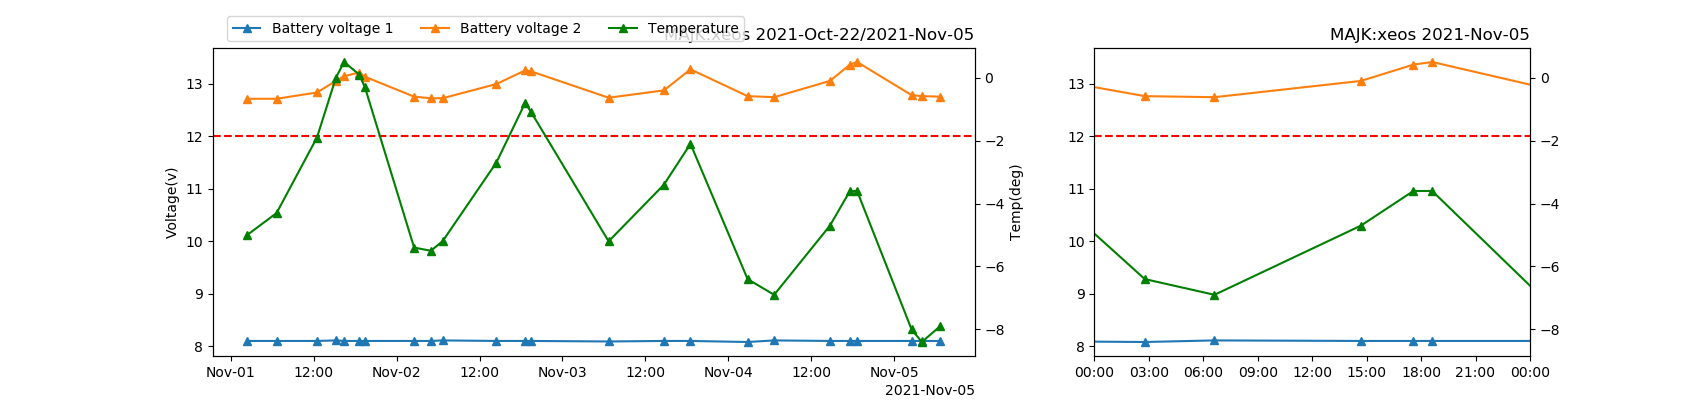 Battery voltage 1 Battery voltage 2 Temperature
MAJK:xeos 2021-Oct-22/2021-Nov-05
MAJK:xeos 2021-Nov-05
Voltage(v)
13
12
11
10
9
8
0
−2
−4
−6
−8
Temp(deg)
Nov-01 12:00 Nov-02 12:00 Nov-03 12:00 Nov-04 12:00 Nov-05
2021-Nov-05
13
12
11
10
9
8
0
−2
−4
−6
−8
00:00 03:00 06:00 09:00 12:00 15:00 18:00 21:00 00:00